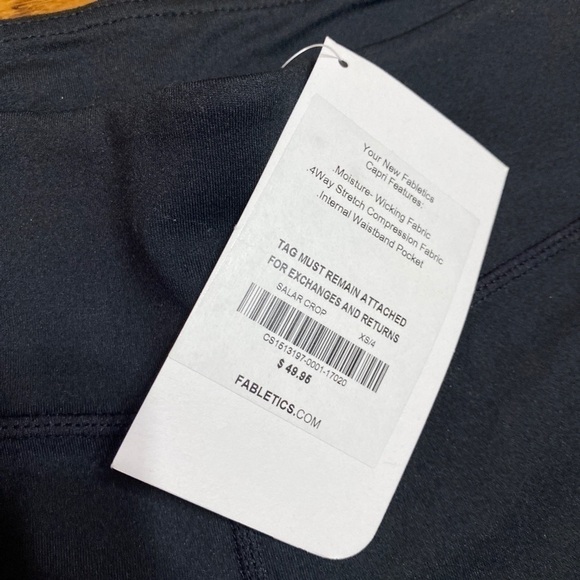 Your New Fabletics
Capri Features:
.Moisture- Wicking Fabric
.4Way Stretch Compression Fabric
.Internal Waistband Pocket
TAG MUST REMAIN ATTACHED
FOR EXCHANGES AND RETURNS
SALAR CROP XS/4
CS1513197-0001-17020
$ 49.95
FABLETICS.COM